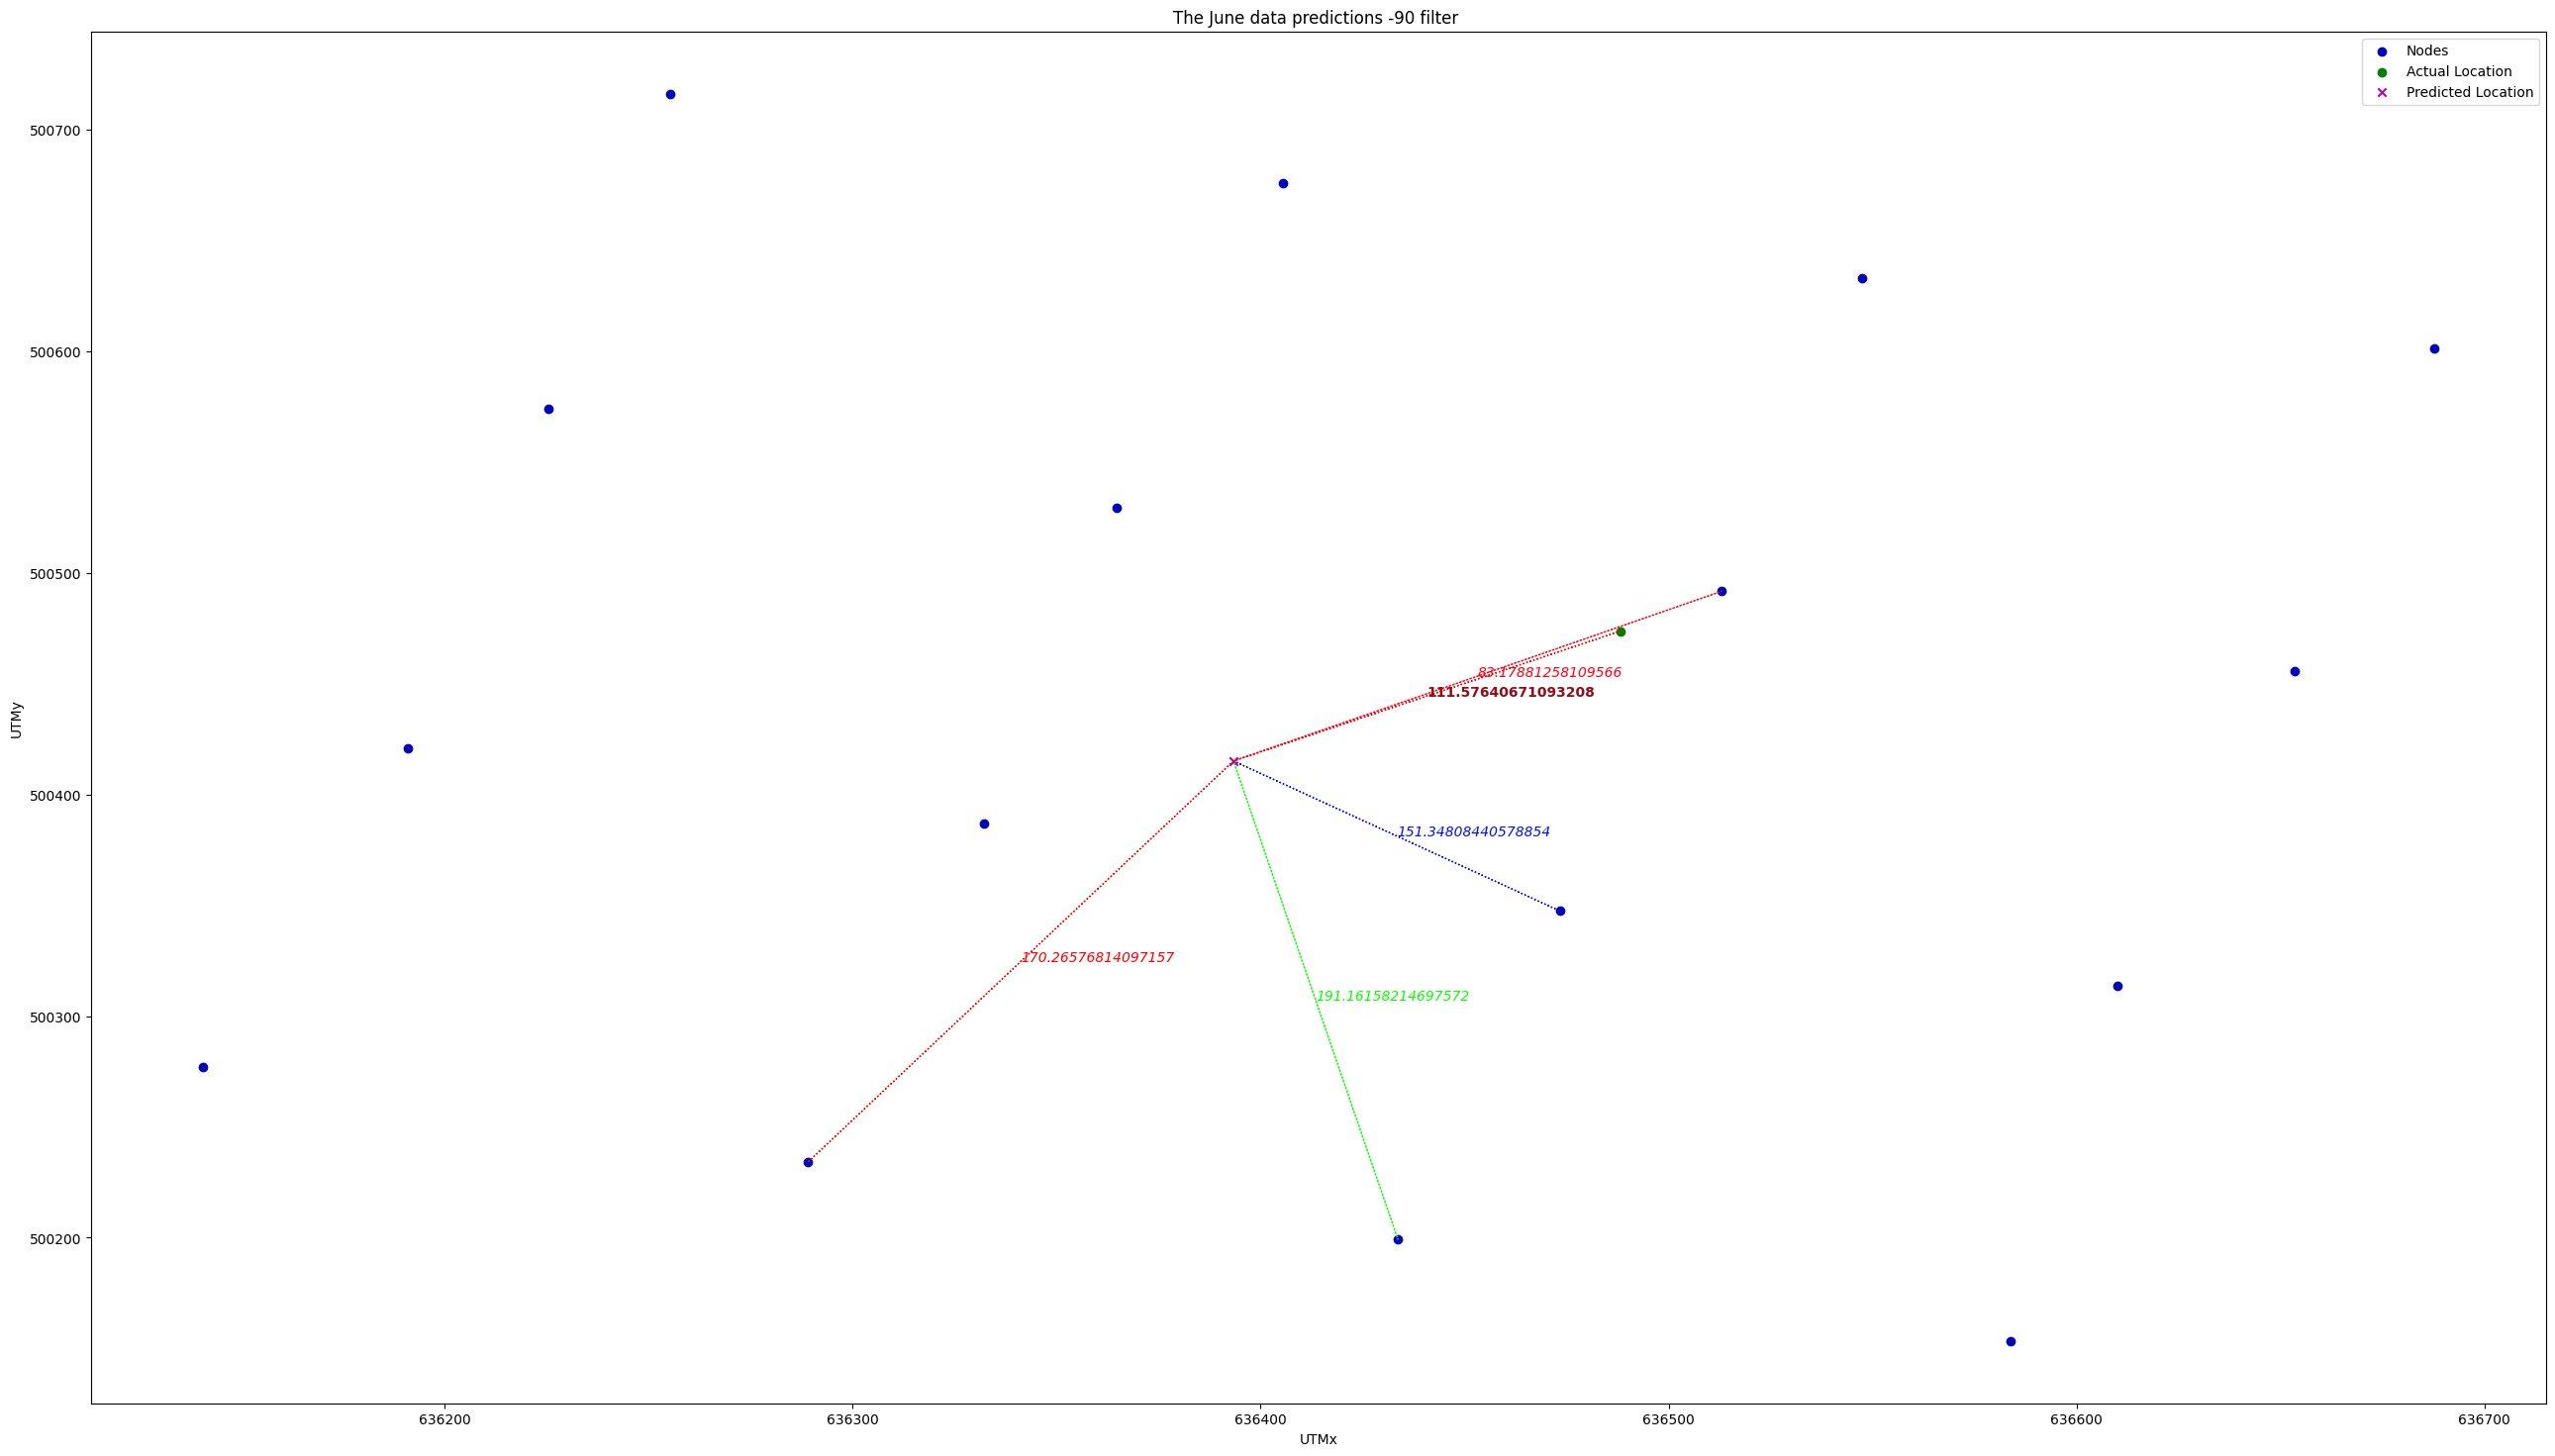 The June data predictions -90 filter
Nodes
Actual Location
Predicted Location
500700
500600
500500
500400
500300
500200
UTMy
83.17881258109566
111.57640671093208
151.34808440578854
170.26576814097157
191.16158214697572
636200
636300
636400
636500
636600
636700
UTMx